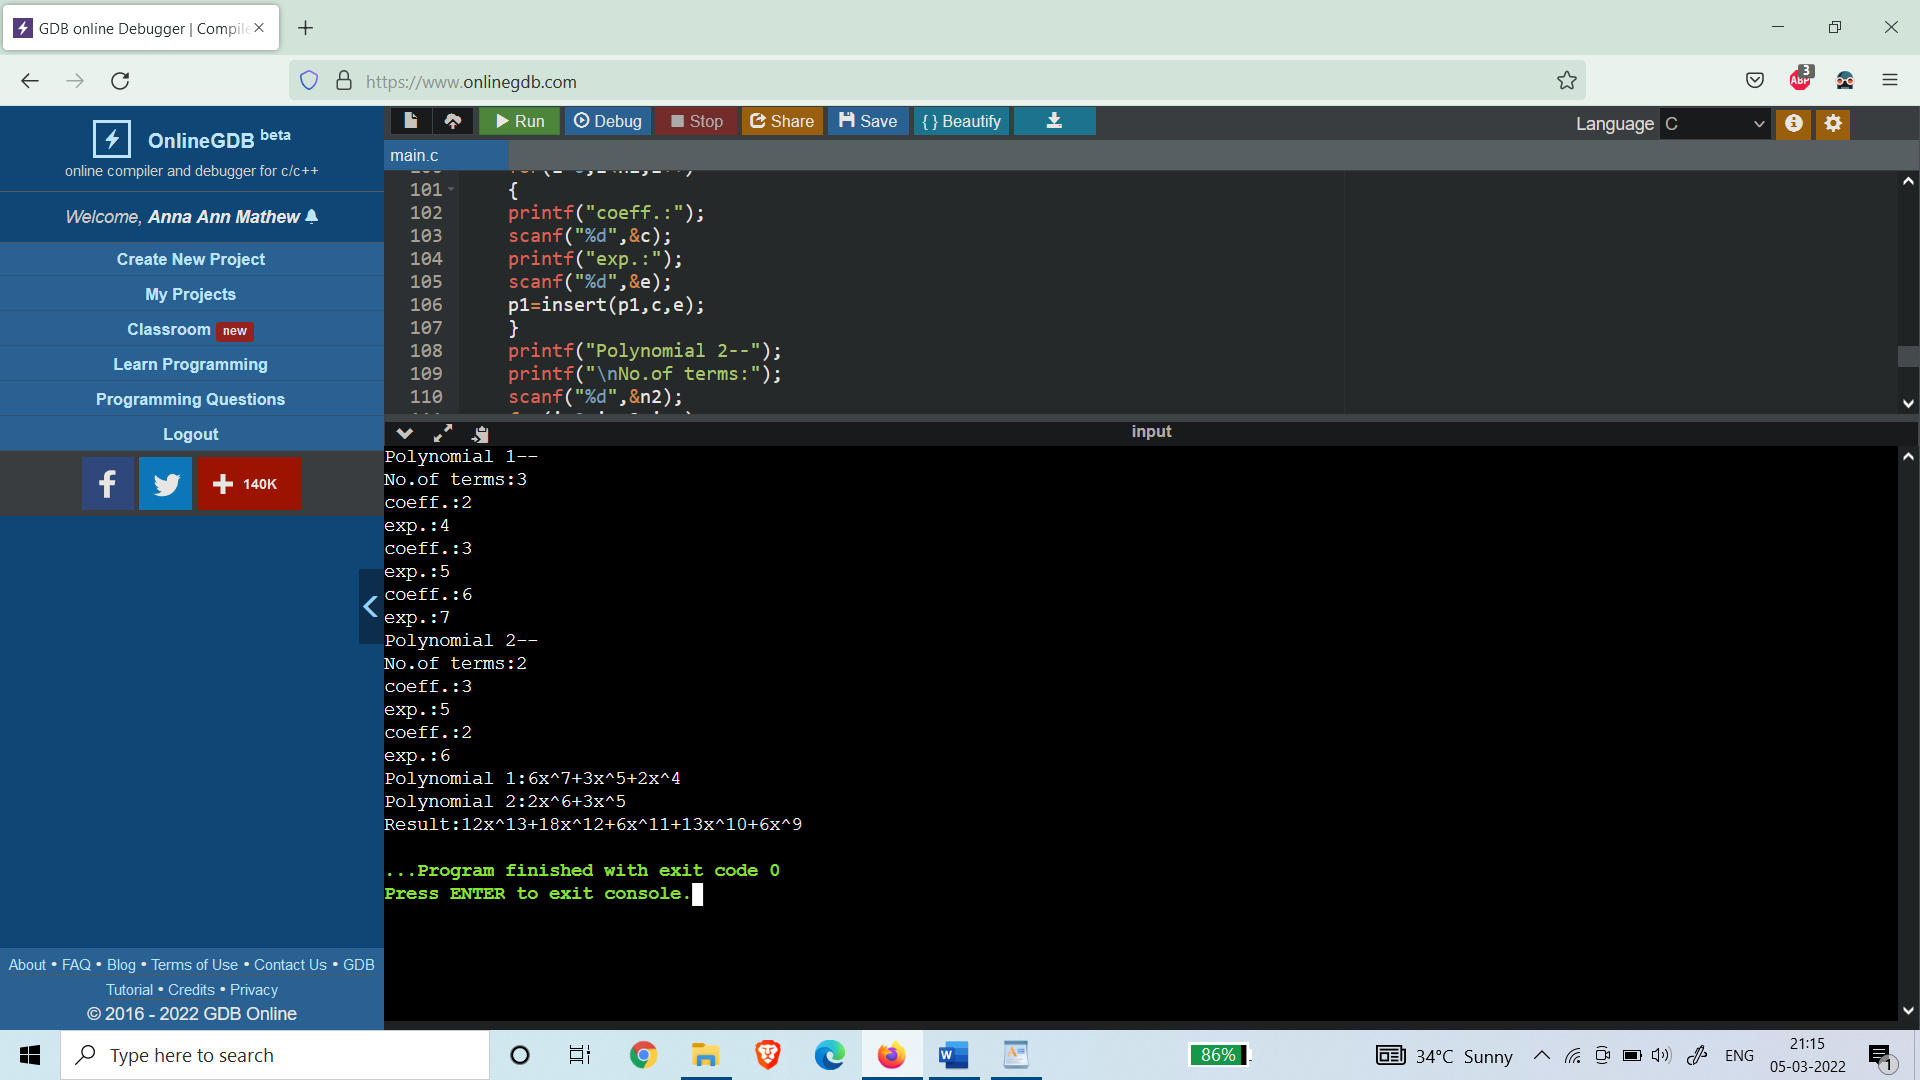 GDB online Debugger | Compile
https://www.onlinegdb.com
3
ABP
OnlineGDB beta
online compiler and debugger for c/c++
Welcome, Anna Ann Mathew
Create New Project
My Projects
Classroom new
Learn Programming
Programming Questions
Logout
140K
About • FAQ • Blog • Terms of Use • Contact Us • GDB
Tutorial • Credits • Privacy
© 2016 - 2022 GDB Online
Run Debug Stop Share Save {} Beautify
Language C
main.c
101 {
102 printf("coeff.:");
103 scanf("%d",&c);
104 printf("exp.:");
105 scanf("%d",&e);
106 p1=insert(p1,c,e);
107 }
108 printf("Polynomial 2--");
109 printf("\nNo.of terms:");
110 scanf("%d",&n2);
input
Polynomial 1--
No.of terms:3
coeff.:2
exp.:4
coeff.:3
exp.:5
coeff.:6
exp.:7
Polynomial 2--
No.of terms:2
coeff.:3
exp.:5
coeff.:2
exp.:6
Polynomial 1:6x^7+3x^5+2x^4
Polynomial 2:2x^6+3x^5
Result:12x^13+18x^12+6x^11+13x^10+6x^9
...Program finished with exit code 0
Press ENTER to exit console.
Type here to search
86%
34°C Sunny
ENG
21:15
05-03-2022
1